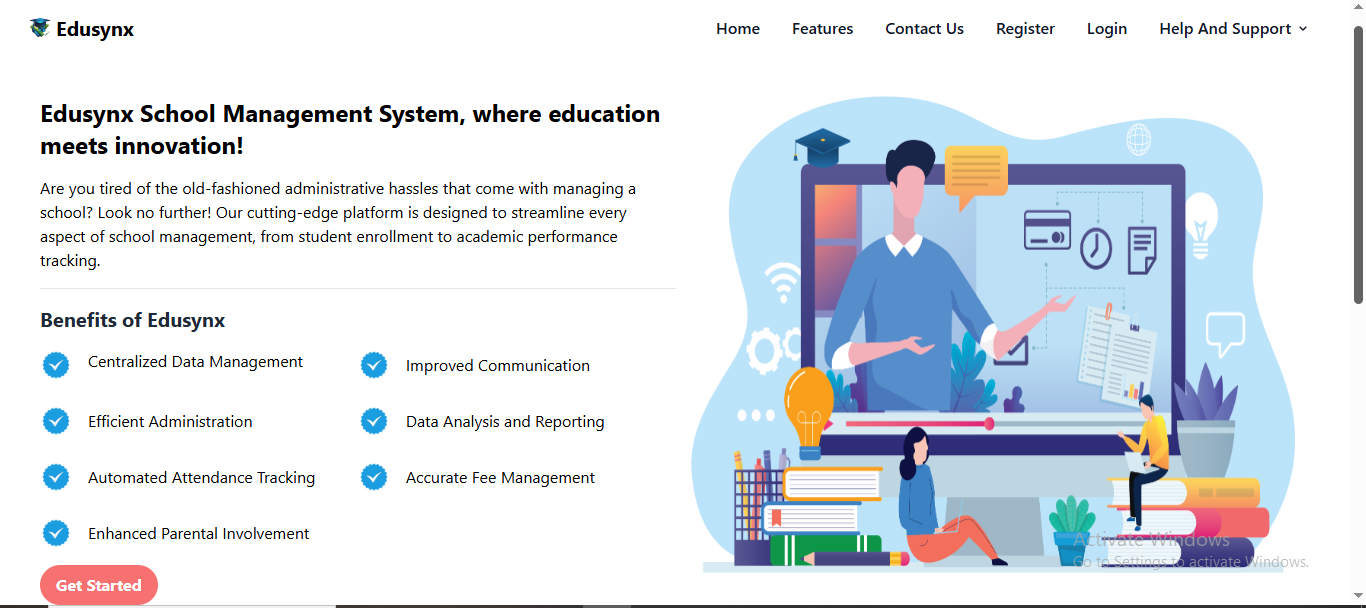 Edusynx
Home
Features
Contact Us
Register
Login
Help And Support
Edusynx School Management System, where education
meets innovation!
Are you tired of the old-fashioned administrative hassles that come with managing a
school? Look no further! Our cutting-edge platform is designed to streamline every
aspect of school management, from student enrollment to academic performance
tracking.
Benefits of Edusynx
Centralized Data Management
Improved Communication
Efficient Administration
Data Analysis and Reporting
Automated Attendance Tracking
Accurate Fee Management
Enhanced Parental Involvement
Get Started
Activate Windows
Go to Settings to activate Windows.